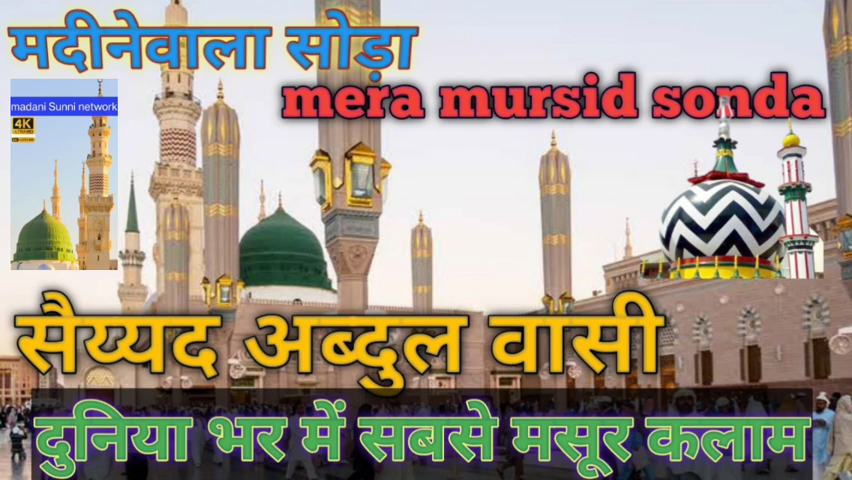 मदीनेवाला सोड़ा
mera mursid sonda
madani Sunni network
4K
सैय्यद अब्दुल वासी
दुनिया भर में सबसे मसूर कलाम